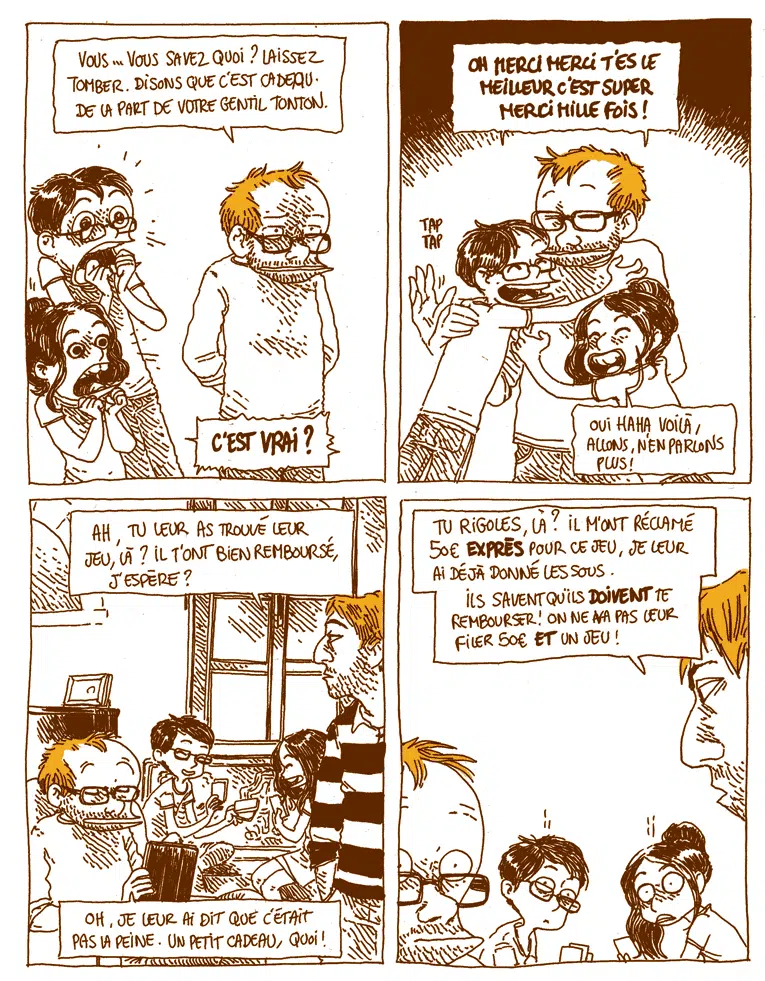 VOUS... VOUS SAVEZ QUOI ? LAISSEZ
TOMBER. DISONS QUE C'EST CADEAU.
DE LA PART DE VOTRE GENTIL TONTON.
C'EST VRAI ?
OH MERCI MERCI T'ES LE
MEILLEUR C'EST SUPER
MERCI MILLE FOIS !
TAP
TAP
OUI HAHA VOILÀ,
ALLONS, N'EN PARLONS
PLUS !
AH, TU LEUR AS TROUVÉ LEUR
JEU, LÀ ? ILS T'ONT BIEN REMBOURSÉ,
J'ESPÈRE ?
OH, JE LEUR AI DIT QUE C'ÉTAIT
PAS LA PEINE. UN PETIT CADEAU, QUOI !
TU RIGOLES, LÀ ? IL M'ONT RÉCLAMÉ
50€ EXPRÈS POUR CE JEU, JE LEUR
AI DÉJÀ DONNÉ LES SOUS.
ILS SAVENT QU'ILS DOIVENT TE
REMBOURSER ! ON NE VA PAS LEUR
FILER 50€ ET UN JEU !